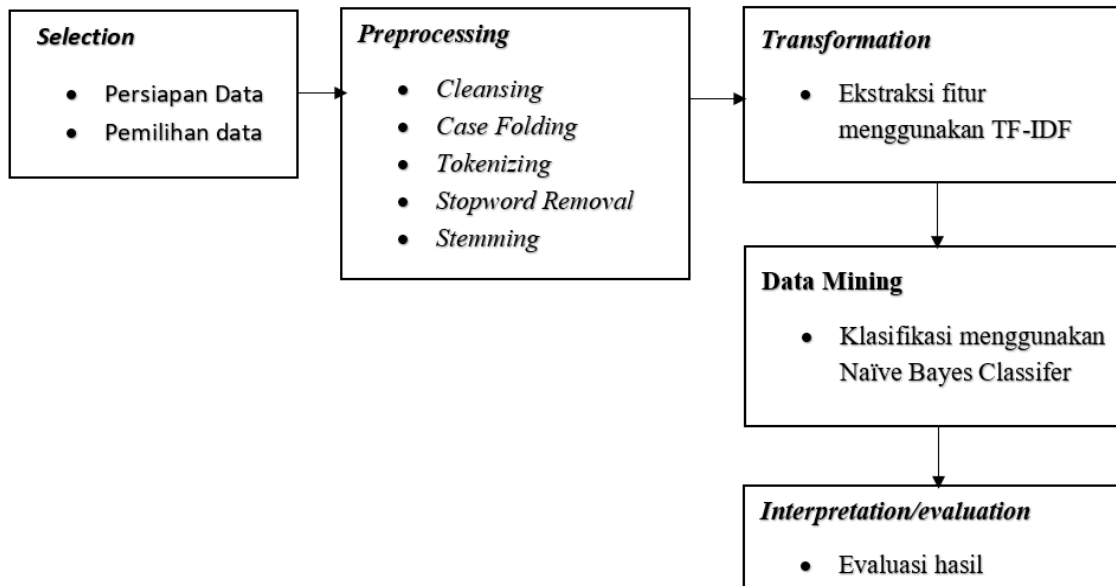 Selection
• Persiapan Data
• Pemilihan data
Preprocessing
• Cleansing
• Case Folding
• Tokenizing
• Stopword Removal
• Stemming
Transformation
• Ekstraksi fitur
menggunakan TF-IDF
Data Mining
• Klasifikasi menggunakan
Naïve Bayes Classifer
Interpretation/evaluation
• Evaluasi hasil